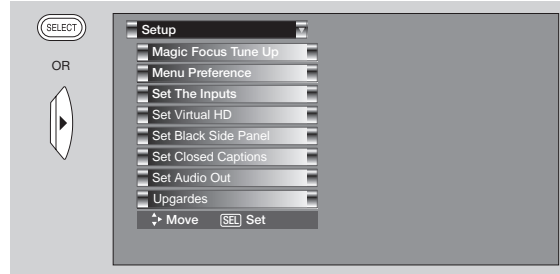 SELECT
OR
Setup
Magic Focus Tune Up
Menu Preference
Set The Inputs
Set Virtual HD
Set Black Side Panel
Set Closed Captions
Set Audio Out
Upgardes
Move SEL Set